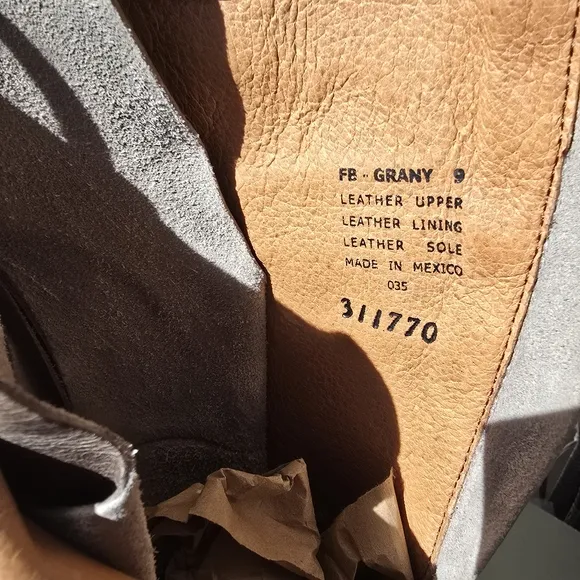 FB - GRANY 9
LEATHER UPPER
LEATHER LINING
LEATHER SOLE
MADE IN MEXICO
035
311770